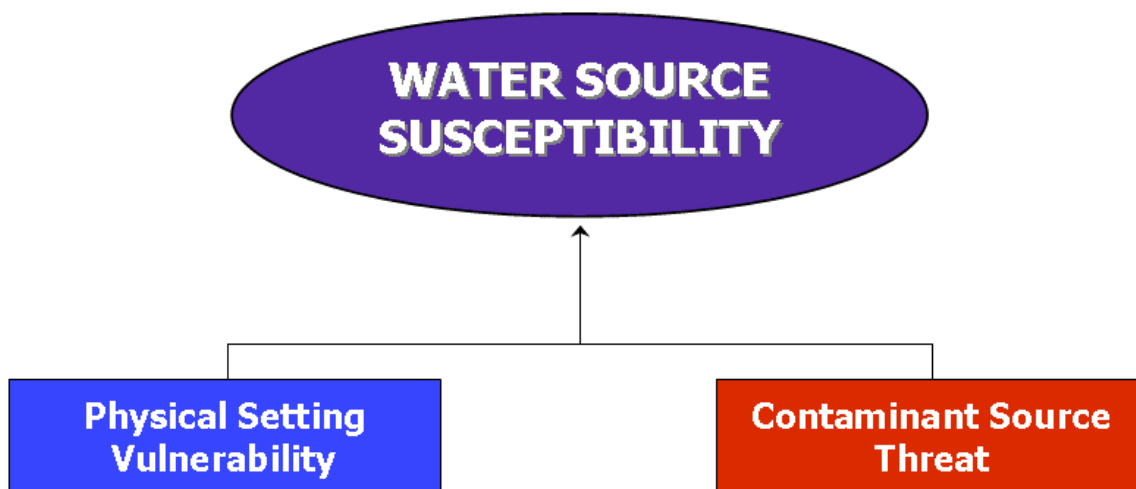 WATER SOURCE
SUSCEPTIBILITY
Physical Setting
Vulnerability
Contaminant Source
Threat